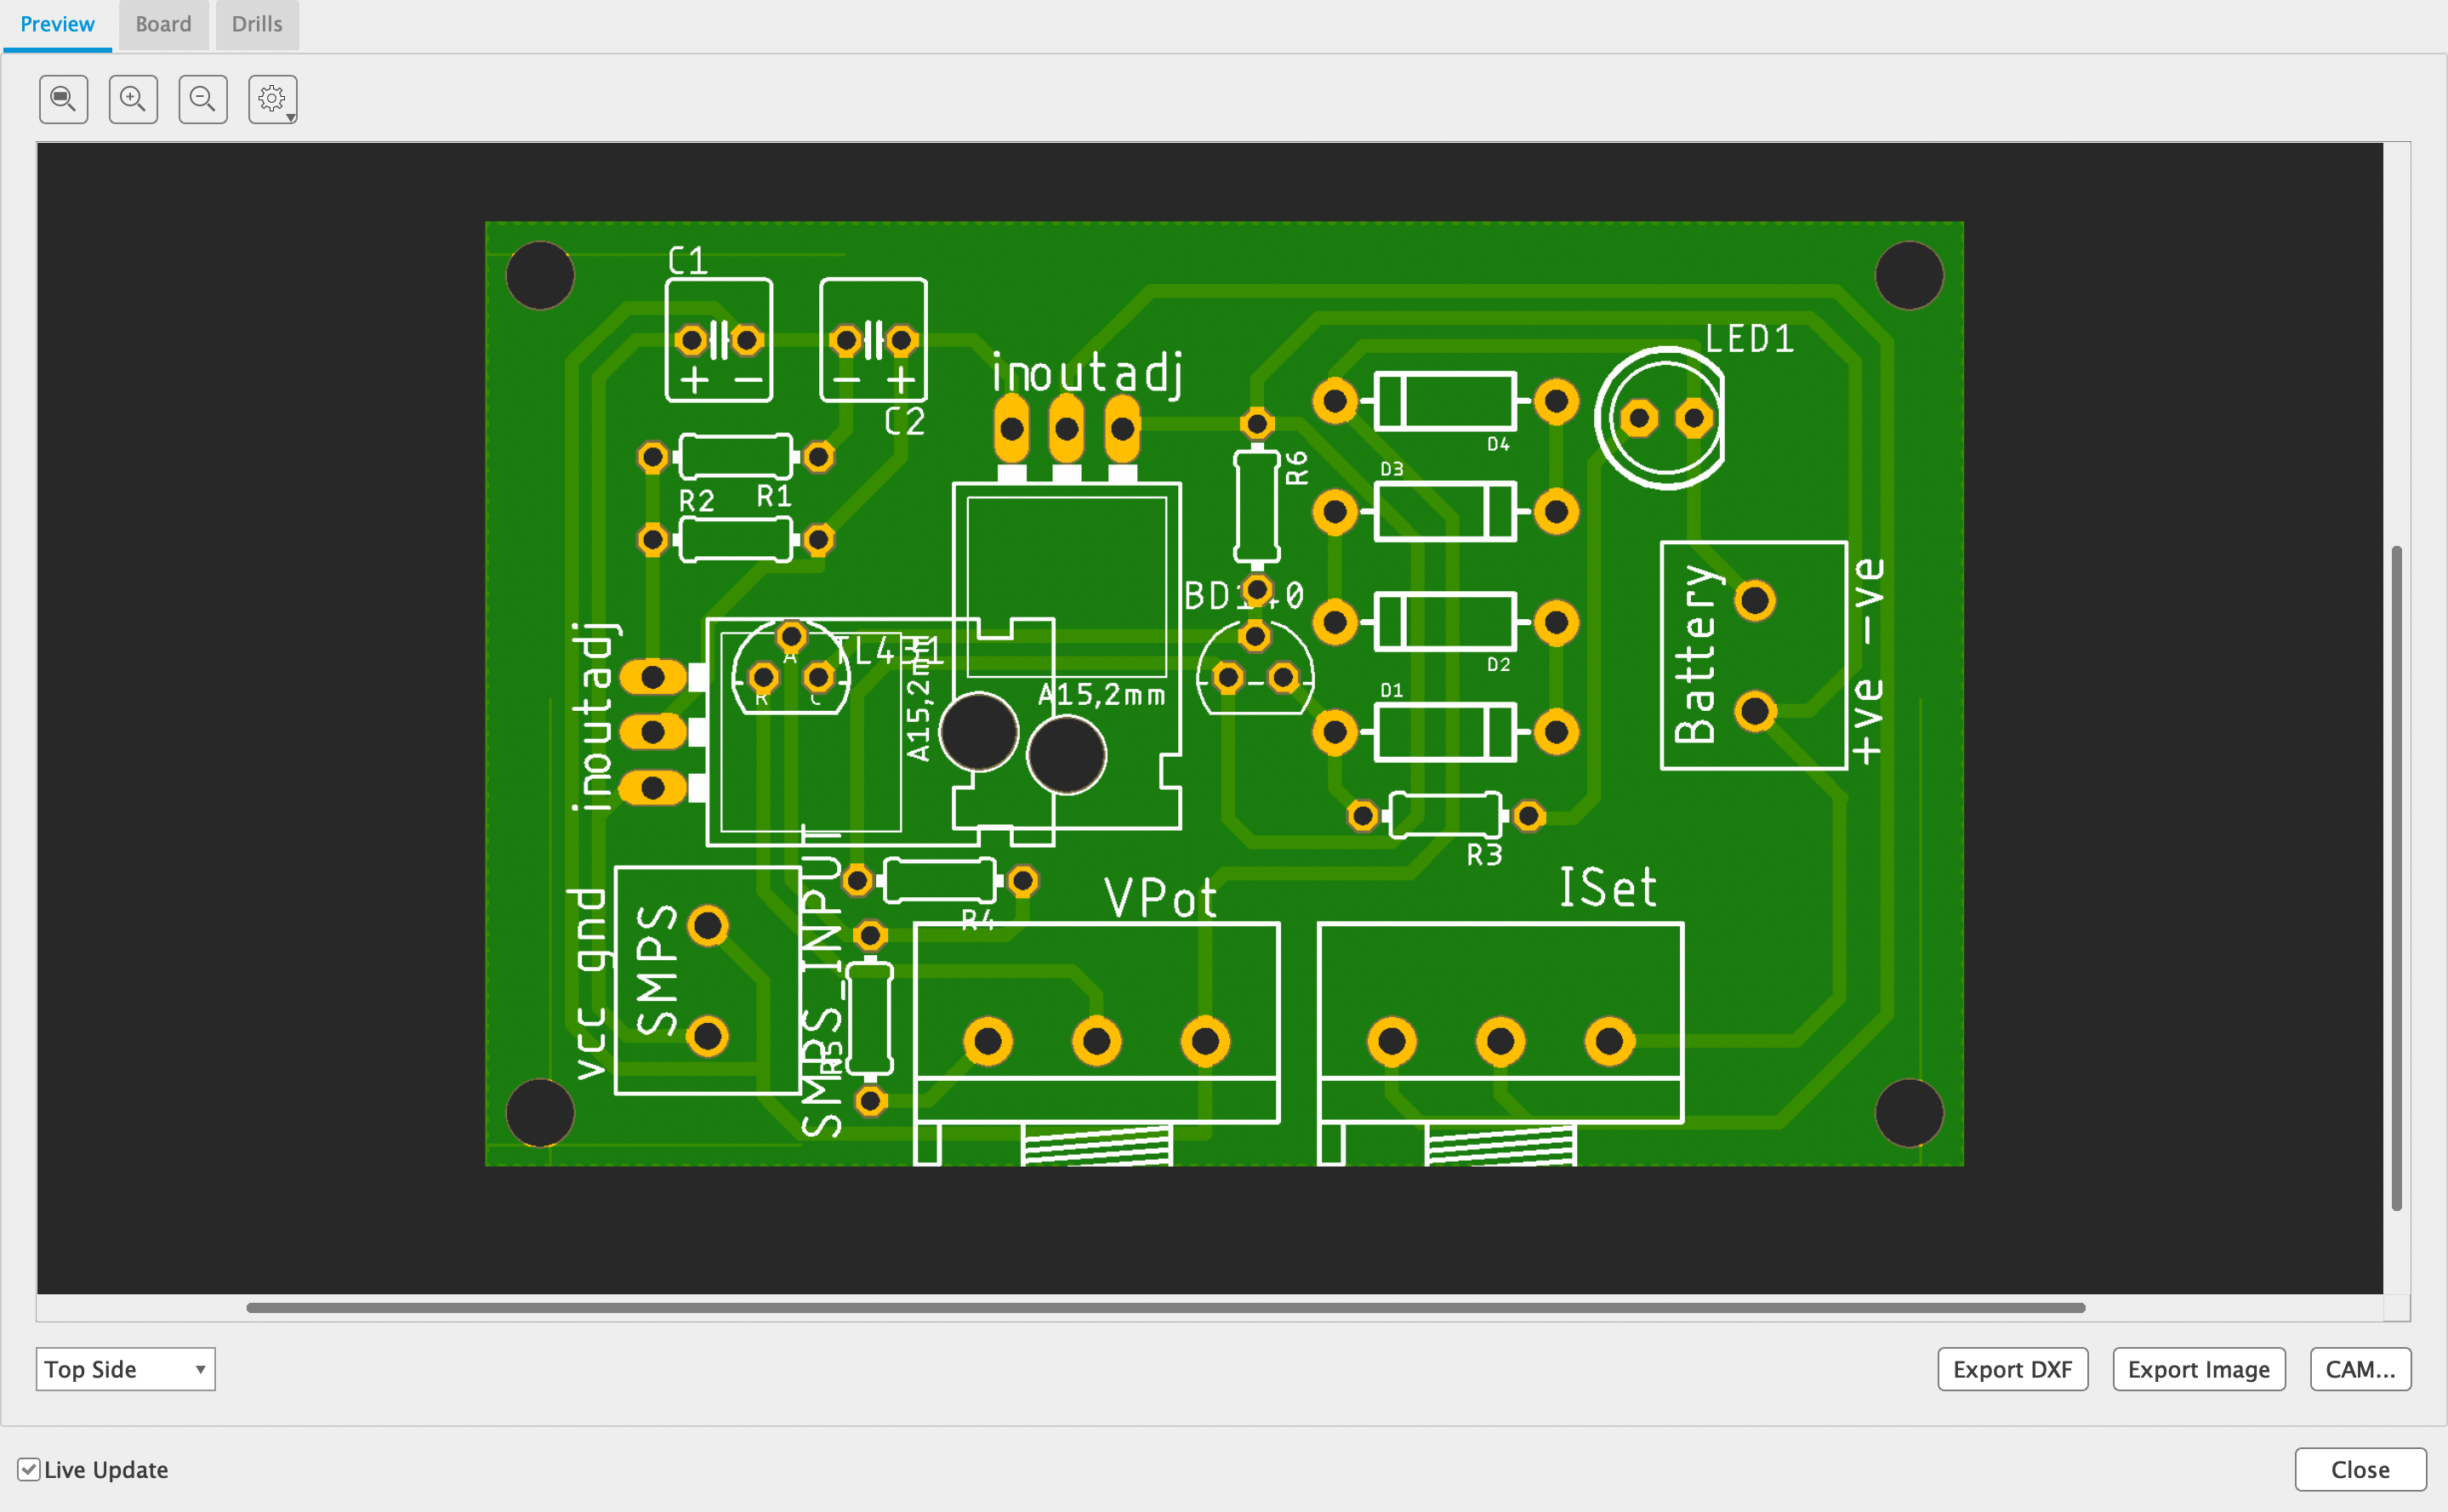 Preview
Board
Drills
C1
+ −
− +
C2
inoutadj
LED1
R2
R1
R6
D4
D3
BD140
D2
D1
Battery
+ve -ve
inoutadj
A
TL431
R
C
A15,2mm
A15,2mm
R3
R4
VPot
ISet
vcc gnd
SMPS
SMPS_INPUT
R5
Top Side
Export DXF
Export Image
CAM...
Live Update
Close